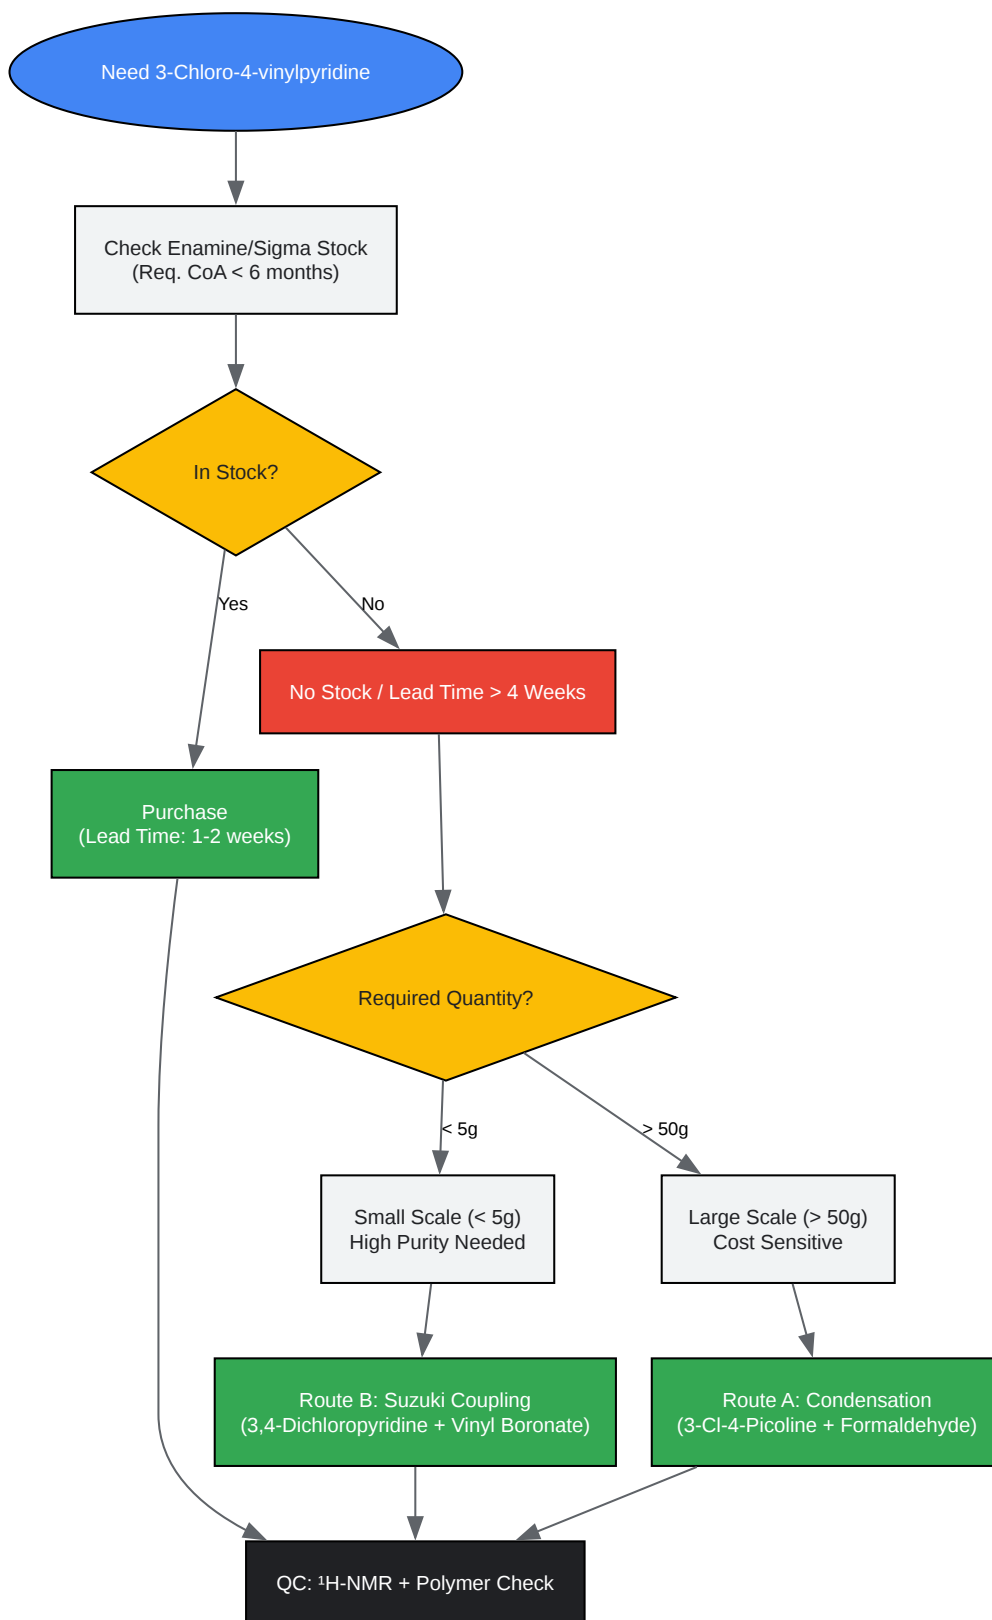 Need 3-Chloro-4-vinylpyridine
Check Enamine/Sigma Stock
(Req. CoA < 6 months)
In Stock?
Yes
No
No Stock / Lead Time > 4 Weeks
Purchase
(Lead Time: 1-2 weeks)
Required Quantity?
< 5g
> 50g
Small Scale (< 5g)
High Purity Needed
Large Scale (> 50g)
Cost Sensitive
Route B: Suzuki Coupling
(3,4-Dichloropyridine + Vinyl Boronate)
Route A: Condensation
(3-Cl-4-Picoline + Formaldehyde)
QC: ¹H-NMR + Polymer Check